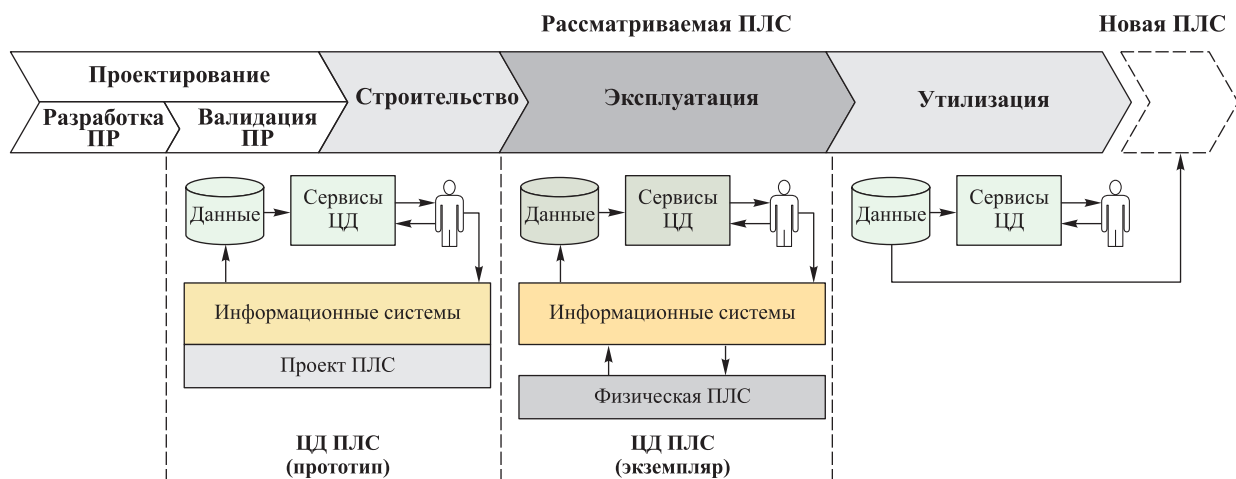 Рассматриваемая ПЛС
Новая ПЛС
Проектирование
Разработка
ПР
Валидация
ПР
Строительство
Эксплуатация
Утилизация
Данные
Сервисы
ЦД
Данные
Сервисы
ЦД
Данные
Сервисы
ЦД
Информационные системы
Проект ПЛС
Информационные системы
Физическая ПЛС
ЦД ПЛС
(прототип)
ЦД ПЛС
(экземпляр)